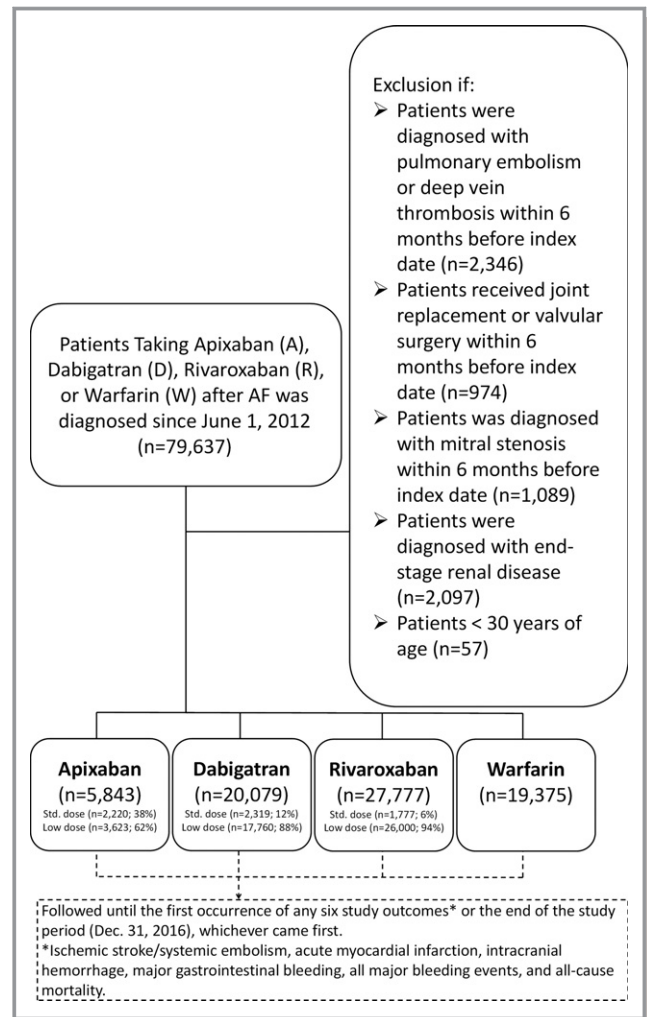 Exclusion if:
➢ Patients were
diagnosed with
pulmonary embolism
or deep vein
thrombosis within 6
months before index
date (n=2,346)
➢ Patients received joint
replacement or valvular
surgery within 6
months before index
date (n=974)
➢ Patients was diagnosed
with mitral stenosis
within 6 months before
index date (n=1,089)
➢ Patients were
diagnosed with end-
stage renal disease
(n=2,097)
➢ Patients < 30 years of
age (n=57)
Patients Taking Apixaban (A),
Dabigatran (D), Rivaroxaban (R),
or Warfarin (W) after AF was
diagnosed since June 1, 2012
(n=79,637)
Apixaban
(n=5,843)
Std. dose (n=2,220; 38%)
Low dose (n=3,623; 62%)
Dabigatran
(n=20,079)
Std. dose (n=2,319; 12%)
Low dose (n=17,760; 88%)
Rivaroxaban
(n=27,777)
Std. dose (n=1,777; 6%)
Low dose (n=26,000; 94%)
Warfarin
(n=19,375)
Followed until the first occurrence of any six study outcomes* or the end of the study
period (Dec. 31, 2016), whichever came first.
*Ischemic stroke/systemic embolism, acute myocardial infarction, intracranial
hemorrhage, major gastrointestinal bleeding, all major bleeding events, and all-cause
mortality.